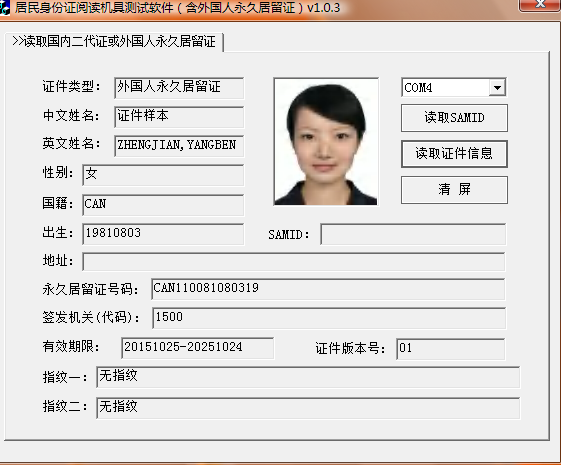 居民身份证阅读机具测试软件（含外国人永久居留证）v1.0.3
>>读取国内二代证或外国人永久居留证
证件类型： 外国人永久居留证
COM4
中文姓名： 证件样本
读取SAMID
英文姓名： ZHENGJIAN,YANGBEN
读取证件信息
性别： 女
清 屏
国籍： CAN
出生： 19810803 SAMID：
地址：
永久居留证号码： CAN110081080319
签发机关(代码)： 1500
有效期限： 20151025-20251024 证件版本号： 01
指纹一： 无指纹
指纹二： 无指纹